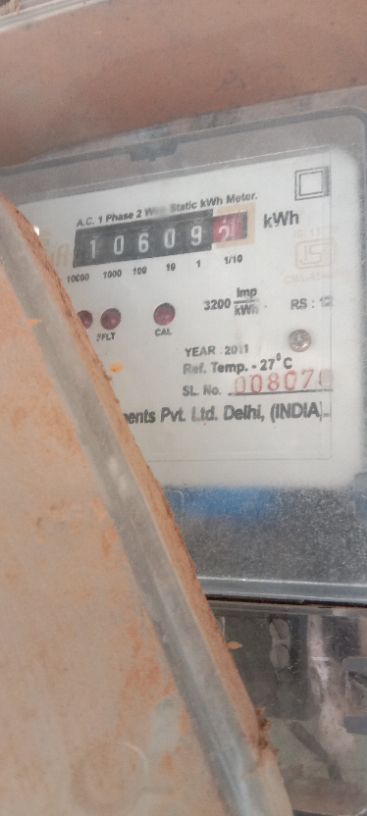 A.C. 1 Phase 2 Wire Static kWh Meter.
10609 kWh
10000 1000 100 10 1 1/10
3200 Imp/kWh RS : 12
FLT CAL
YEAR : 2011
Ref. Temp. - 27°C
SL. No.
Pvt. Ltd. Delhi, (INDIA)